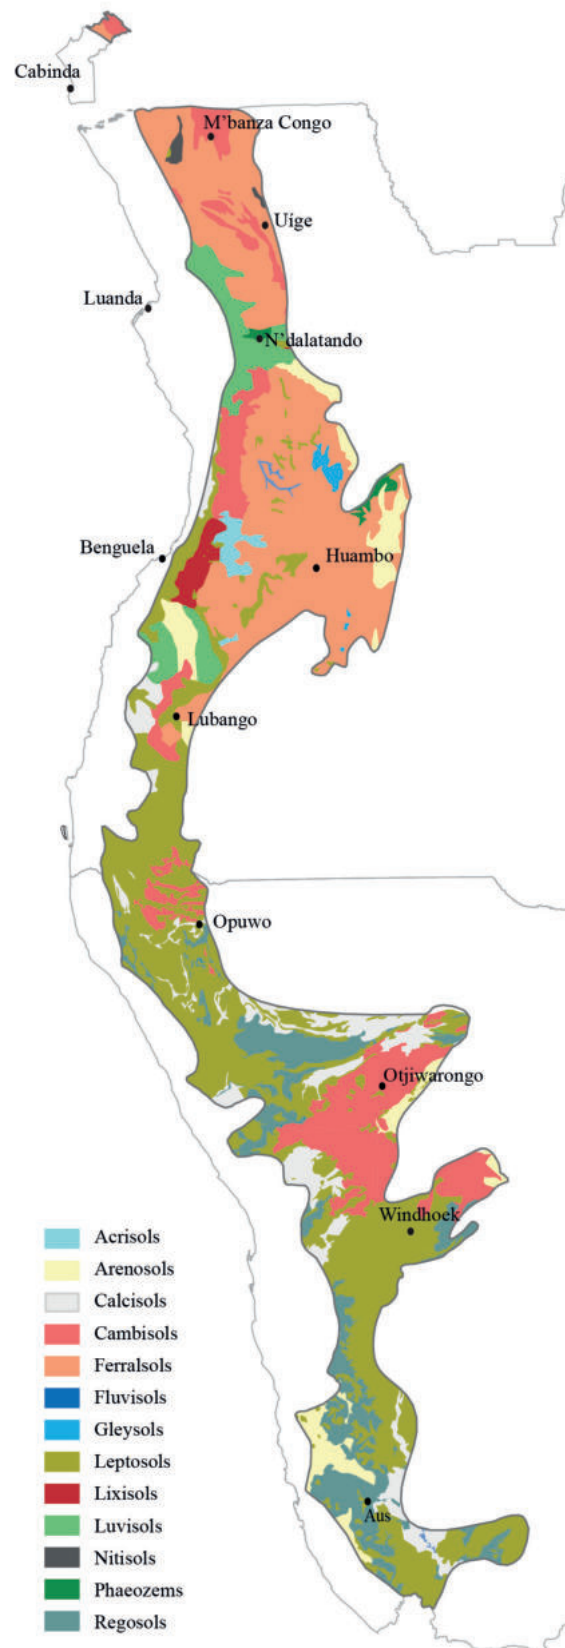 Cabinda
M'banza Congo
Uíge
Luanda
N'dalatando
Benguela
Huambo
Lubango
Opuwo
Otjiwarongo
Windhoek
Acrisols
Arenosols
Calcisols
Cambisols
Ferralsols
Fluvisols
Gleysols
Leptosols
Lixisols
Luvisols
Nitisols
Phaeozems
Regosols
Aus